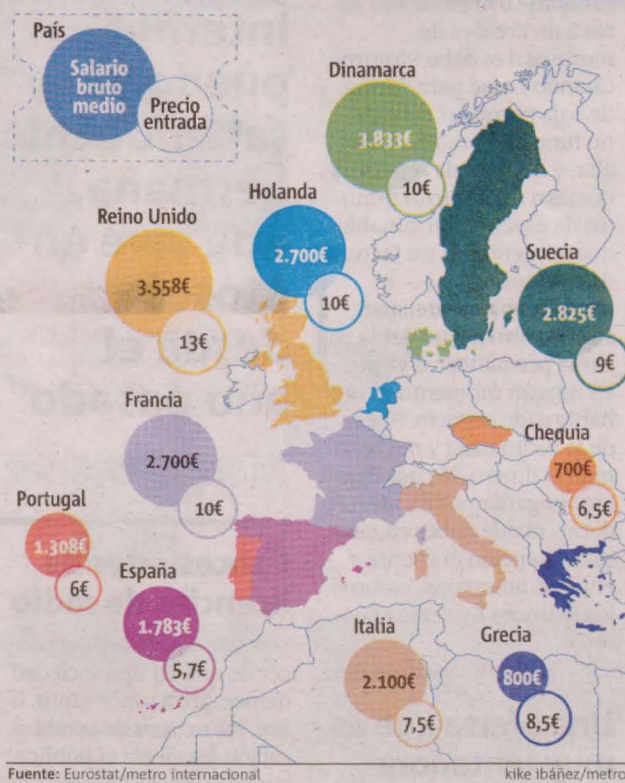 País
Salario
bruto
medio
Precio
entrada
Dinamarca
3.833€
10€
Holanda
2.700€
10€
Reino Unido
3.558€
13€
Suecia
2.825€
9€
Francia
2.700€
10€
Chequia
700€
6,5€
Portugal
1.308€
6€
España
1.783€
5,7€
Italia
2.100€
7,5€
Grecia
800€
8,5€
Fuente: Eurostat/metro internacional
kike ibáñez/metro